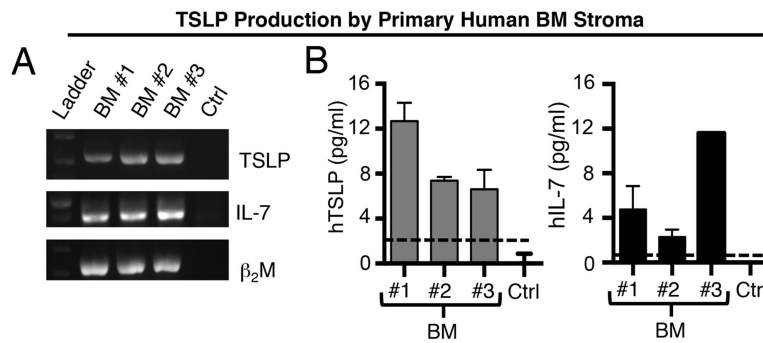 TSLP Production by Primary Human BM Stroma
A
Ladder
BM #1
BM #2
BM #3
Ctrl
TSLP
IL-7
β₂M
B
hTSLP (pg/ml)
16
12
8
4
0
#1 #2 #3 Ctrl
BM
hIL-7 (pg/ml)
16
12
8
4
0
#1 #2 #3
BM